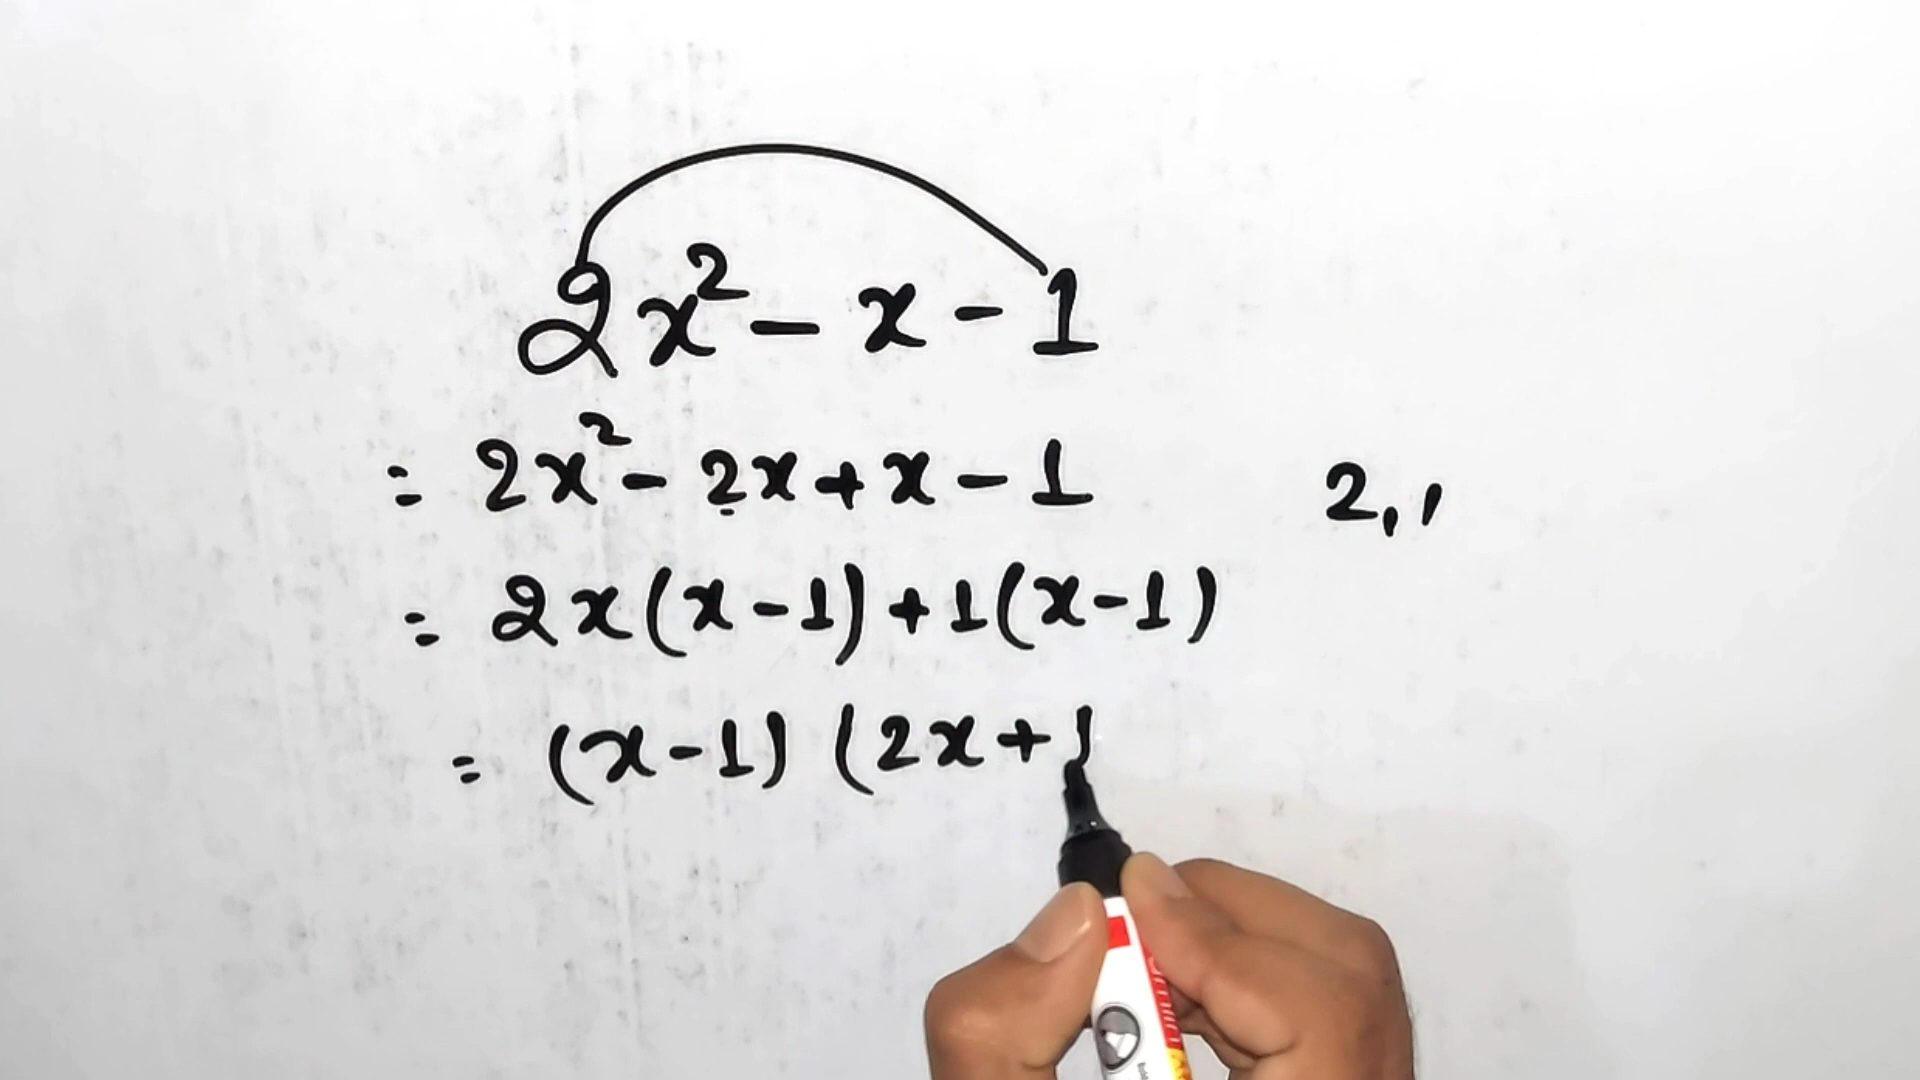 2x² - x - 1
= 2x² - 2x + x - 1
2, 1
= 2x(x-1) + 1(x-1)
= (x-1) (2x+1